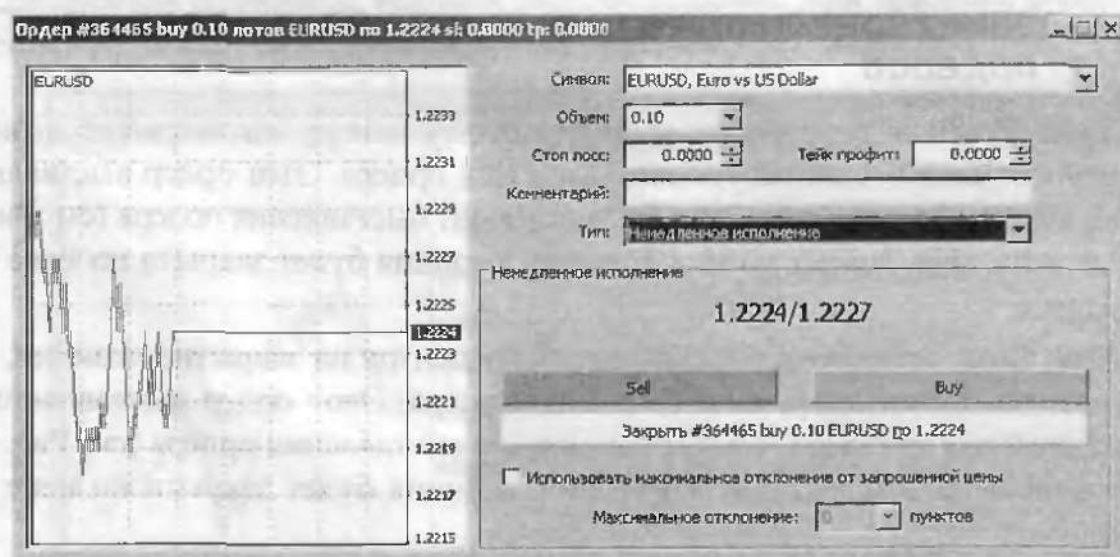 Ордер #364465 buy 0.10 лотов EURUSD по 1.2224 sl: 0.0000 tp: 0.0000
EURUSD
1.2233
1.2231
1.2229
1.2227
1.2225
1.2224
1.2223
1.2221
1.2219
1.2217
1.2215
Символ: EURUSD, Euro vs US Dollar
Объем: 0.10
Стоп лосс: 0.0000 Тейк профит: 0.0000
Комментарий:
Тип: Немедленное исполнение
Немедленное исполнение
1.2224/1.2227
Sell Buy
Закрыть #364465 buy 0.10 EURUSD по 1.2224
Использовать максимальное отклонение от запрошенной цены
Максимальное отклонение: 0 пунктов